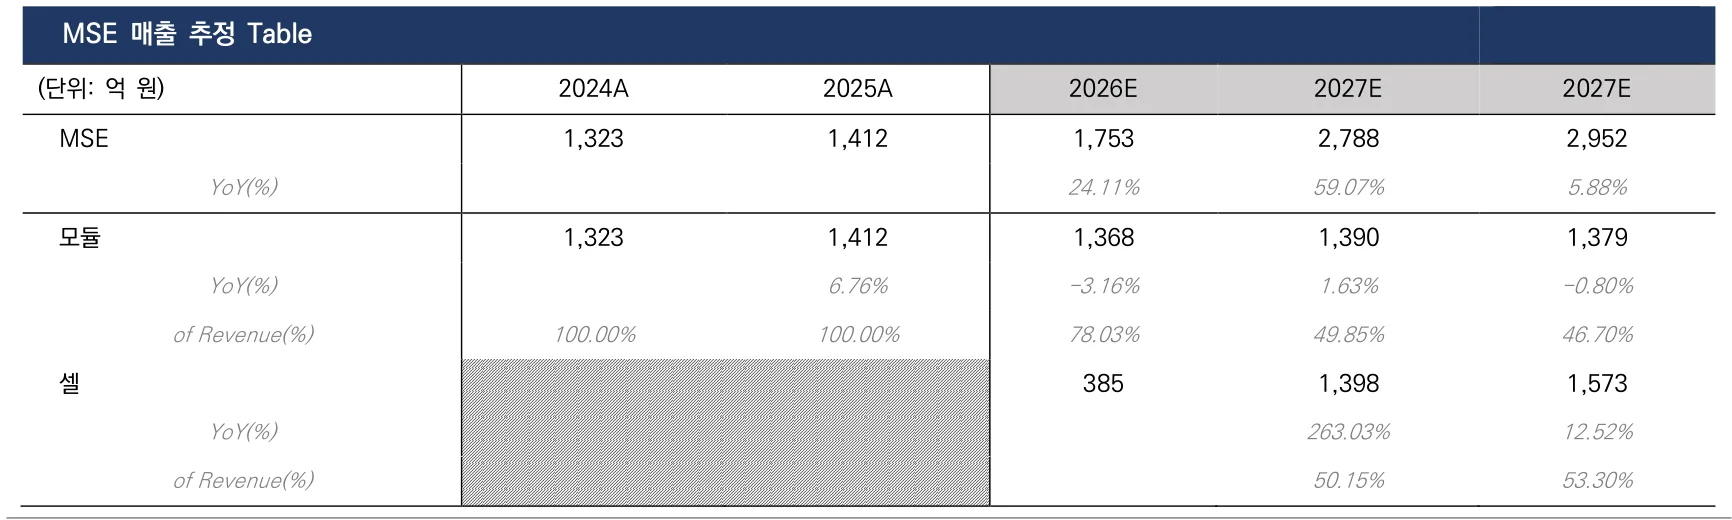 MSE 매출 추정 Table
(단위: 억 원) 2024A 2025A 2026E 2027E 2027E
MSE 1,323 1,412 1,753 2,788 2,952
YoY(%) 24.11% 59.07% 5.88%
모듈 1,323 1,412 1,368 1,390 1,379
YoY(%) 6.76% -3.16% 1.63% -0.80%
of Revenue(%) 100.00% 100.00% 78.03% 49.85% 46.70%
셀 385 1,398 1,573
YoY(%) 263.03% 12.52%
of Revenue(%) 50.15% 53.30%